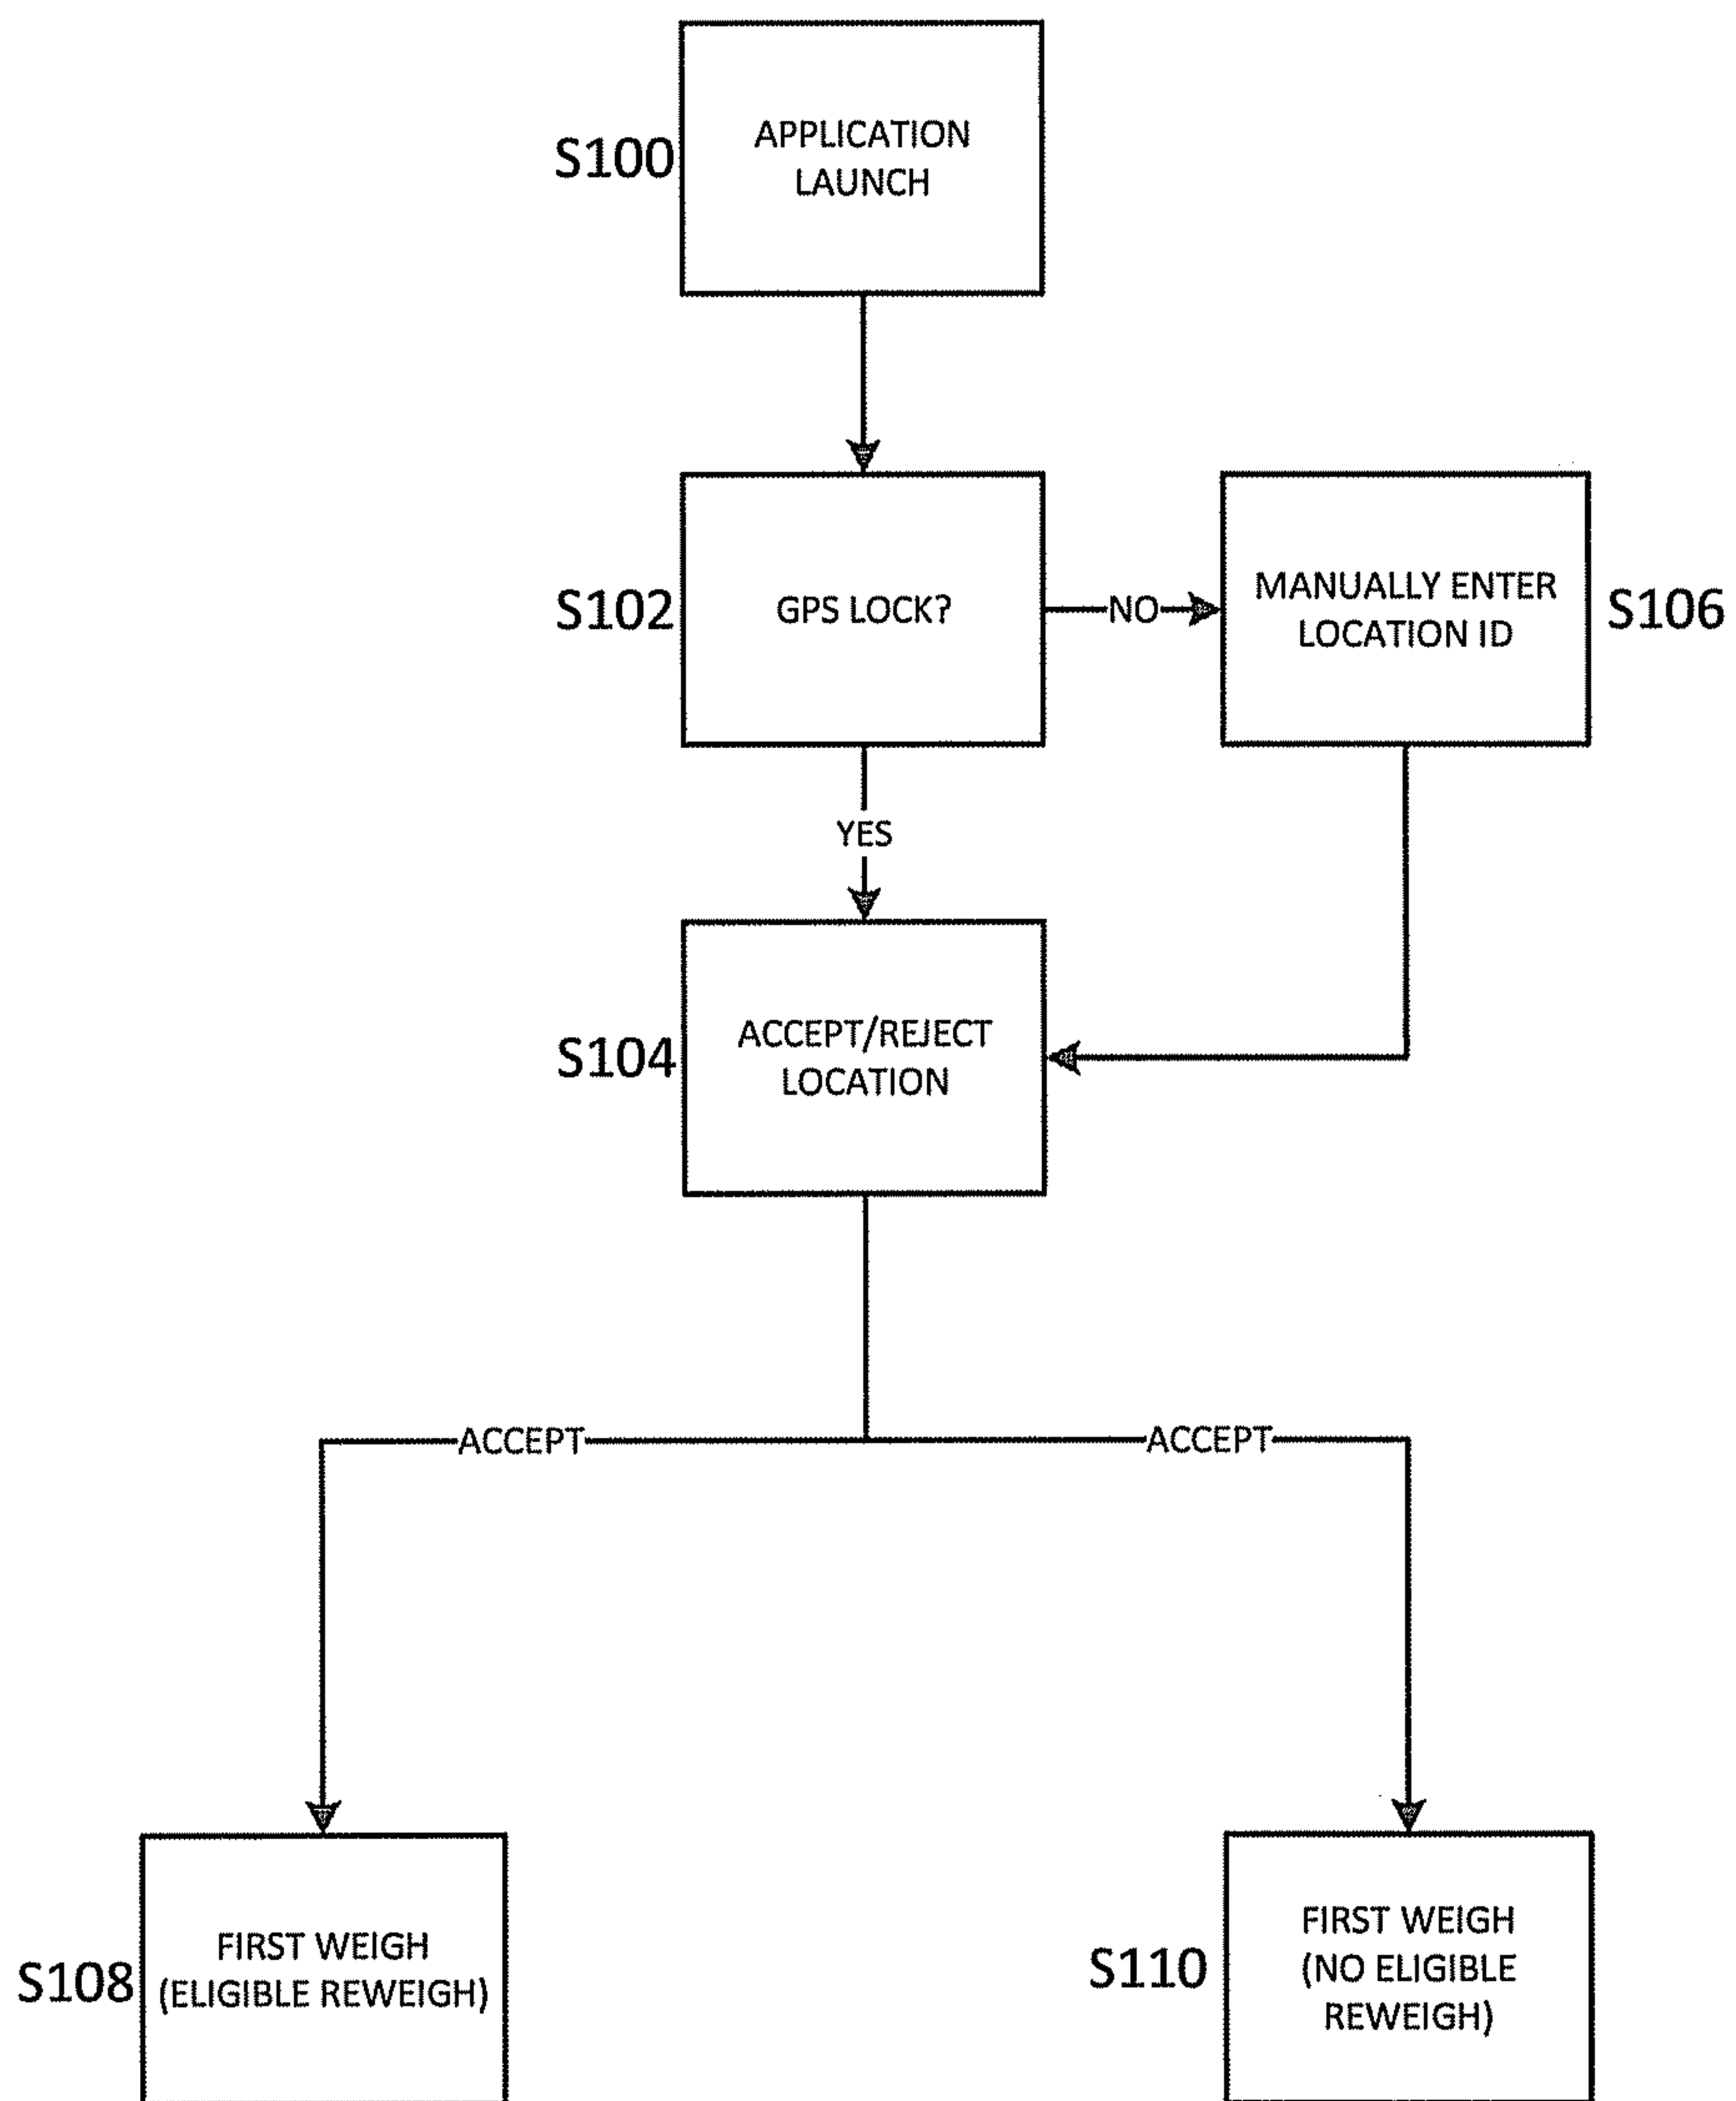 S100
APPLICATION
LAUNCH
S102
GPS LOCK?
NO
MANUALLY ENTER
LOCATION ID
S106
YES
S104
ACCEPT/REJECT
LOCATION
ACCEPT
ACCEPT
S108
FIRST WEIGH
(ELIGIBLE REWEIGH)
S110
FIRST WEIGH
(NO ELIGIBLE
REWEIGH)